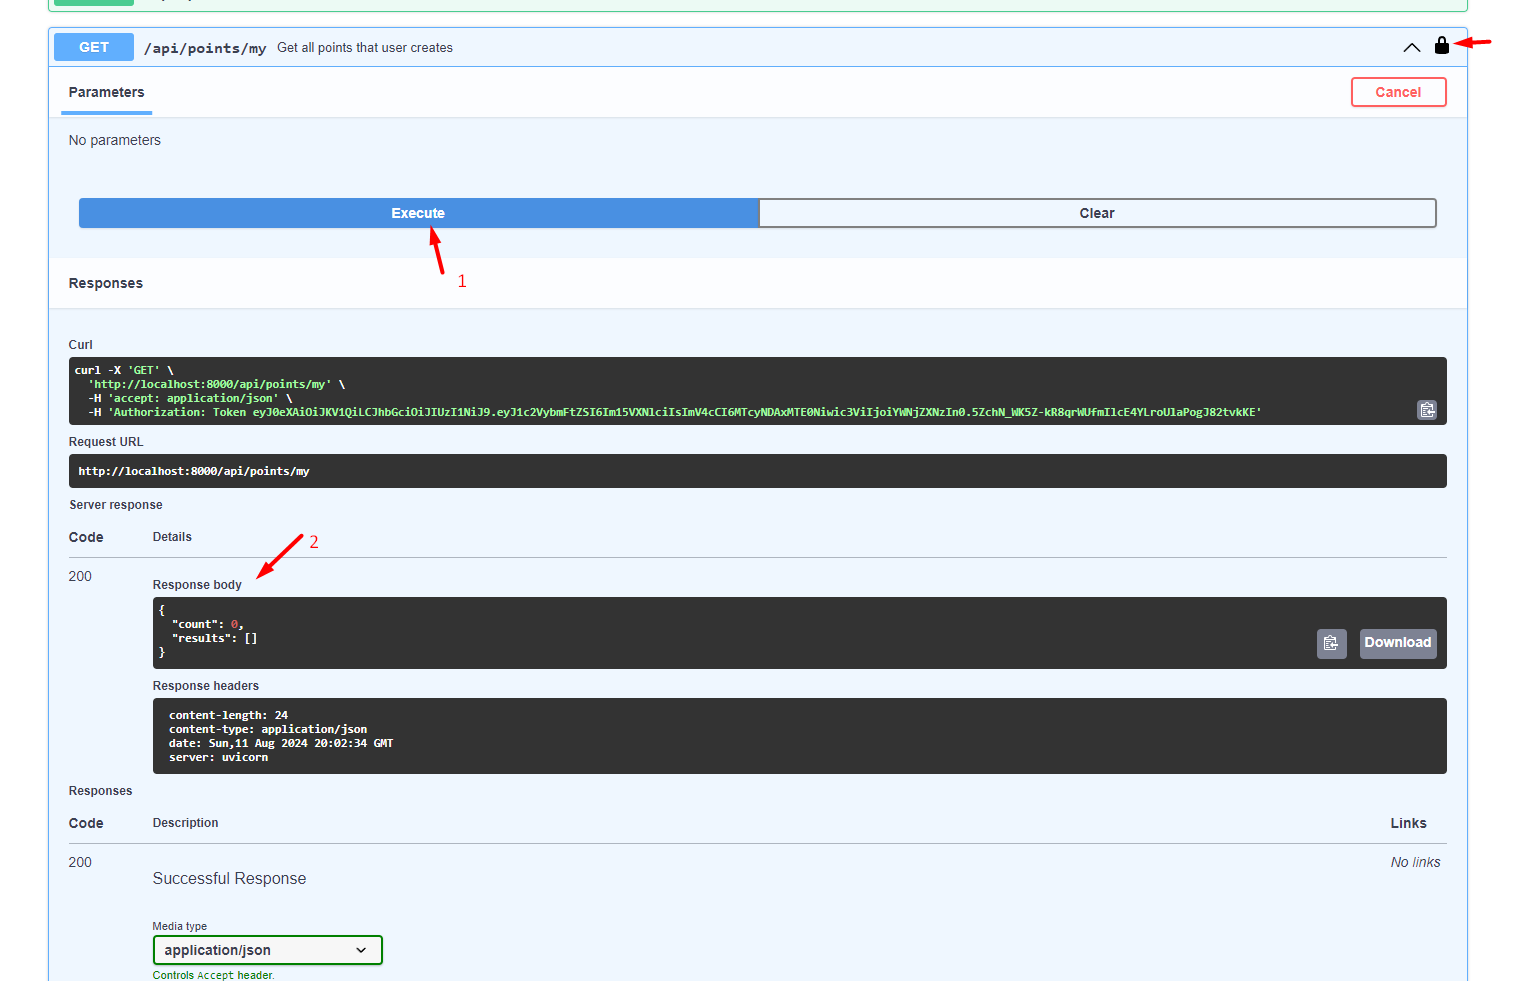 GET /api/points/my Get all points that user creates
Parameters
Cancel
No parameters
Execute
Clear
1
Responses
Curl
curl -X 'GET' \
'http://localhost:8000/api/points/my' \
-H 'accept: application/json' \
-H 'Authorization: Token eyJ0eXAiOiJKV1QiLCJhbGciOiJIUzI1NiJ9.eyJ1c2VybmFtZSI6Im15VXNlciIsImV4cCI6MTcyNDAxMTE0Niwic3ViIjoiYWNjZXNzIn0.5ZchN_WK5Z-kR8qrWUfmIlcE4YLroUlaPogJ82tvkKE'
Request URL
http://localhost:8000/api/points/my
Server response
Code Details
2
200
Response body
{
"count": 0,
"results": []
}
Download
Response headers
content-length: 24
content-type: application/json
date: Sun,11 Aug 2024 20:02:34 GMT
server: uvicorn
Responses
Code Description Links
200
No links
Successful Response
Media type
application/json
Controls Accept header.